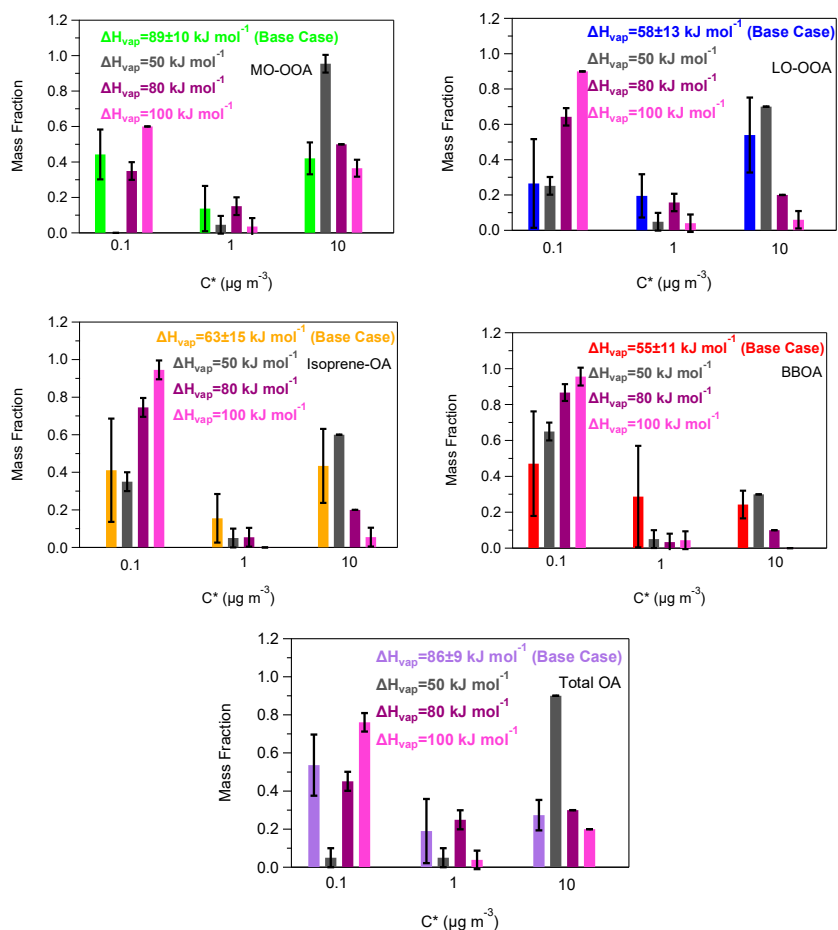 ΔHvap=89±10 kJ mol-1 (Base Case)
ΔHvap=50 kJ mol-1
MO-OOA
ΔHvap=80 kJ mol-1
ΔHvap=100 kJ mol-1
Mass Fraction
1.2
1.0
0.8
0.6
0.4
0.2
0.0
0.1
1
10
C* (µg m-3)
ΔHvap=58±13 kJ mol-1 (Base Case)
ΔHvap=50 kJ mol-1
LO-OOA
ΔHvap=80 kJ mol-1
ΔHvap=100 kJ mol-1
Mass Fraction
1.2
1.0
0.8
0.6
0.4
0.2
0.0
0.1
1
10
C* (µg m-3)
ΔHvap=63±15 kJ mol-1 (Base Case)
ΔHvap=50 kJ mol-1
Isoprene-OA
ΔHvap=80 kJ mol-1
ΔHvap=100 kJ mol-1
Mass Fraction
1.2
1.0
0.8
0.6
0.4
0.2
0.0
0.1
1
10
C* (µg m-3)
ΔHvap=55±11 kJ mol-1 (Base Case)
ΔHvap=50 kJ mol-1
BBOA
ΔHvap=80 kJ mol-1
ΔHvap=100 kJ mol-1
Mass Fraction
1.2
1.0
0.8
0.6
0.4
0.2
0.0
0.1
1
10
C* (µg m-3)
ΔHvap=86±9 kJ mol-1 (Base Case)
ΔHvap=50 kJ mol-1
Total OA
ΔHvap=80 kJ mol-1
ΔHvap=100 kJ mol-1
Mass Fraction
1.2
1.0
0.8
0.6
0.4
0.2
0.0
0.1
1
10
C* (µg m-3)